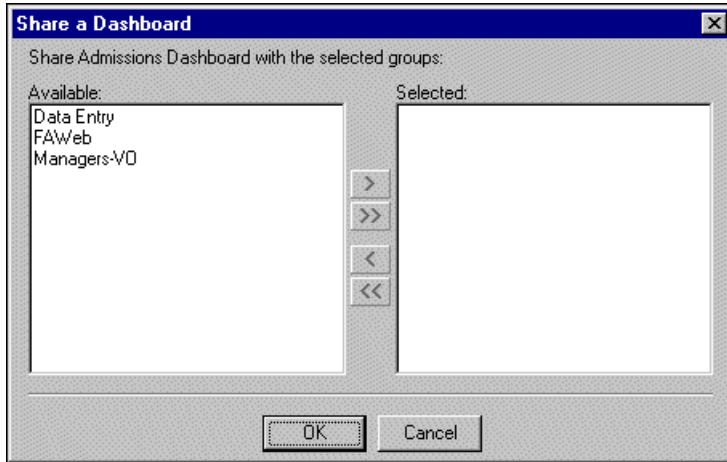 Share a Dashboard
Share Admissions Dashboard with the selected groups:
Available:
Selected:
Data Entry
FAWeb
Managers-VO
>
>>
<
<<
OK
Cancel